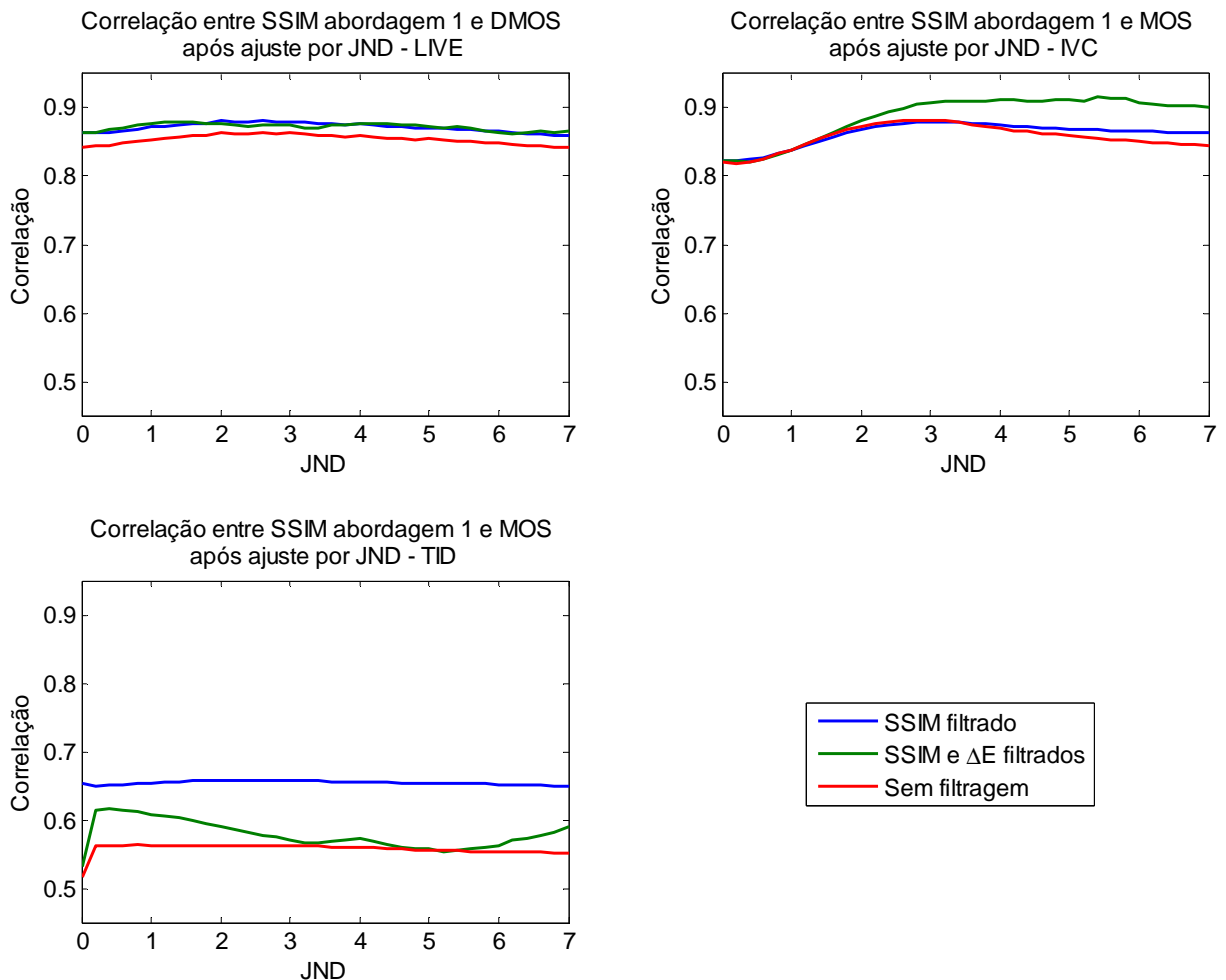 Correlação entre SSIM abordagem 1 e DMOS
após ajuste por JND - LIVE
0.9
0.8
0.7
0.6
0.5
Correlação
0 1 2 3 4 5 6 7
JND
Correlação entre SSIM abordagem 1 e MOS
após ajuste por JND - IVC
0.9
0.8
0.7
0.6
0.5
Correlação
0 1 2 3 4 5 6 7
JND
Correlação entre SSIM abordagem 1 e MOS
após ajuste por JND - TID
0.9
0.8
0.7
0.6
0.5
Correlação
0 1 2 3 4 5 6 7
JND
SSIM filtrado
SSIM e ΔE filtrados
Sem filtragem